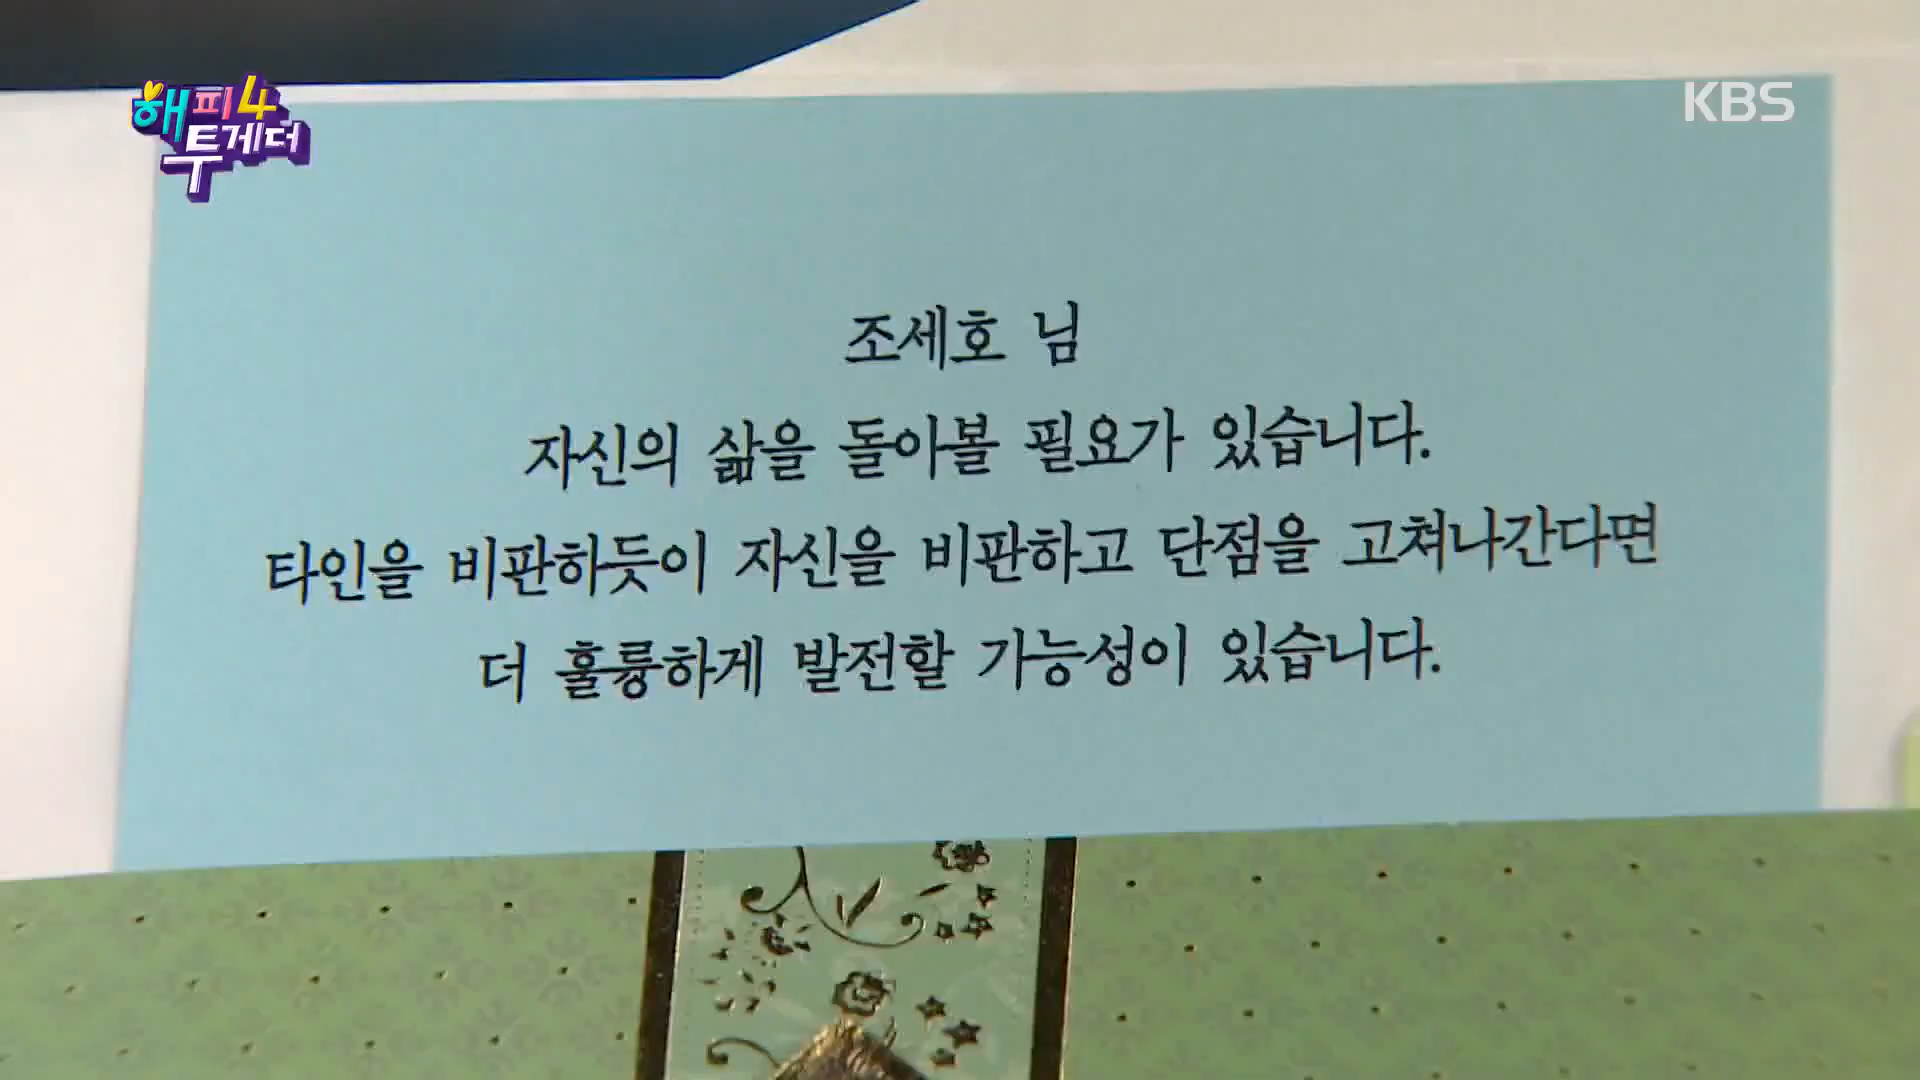 해피4
투게더
KBS
조세호 님
자신의 삶을 돌아볼 필요가 있습니다.
타인을 비판하듯이 자신을 비판하고 단점을 고쳐나간다면
더 훌륭하게 발전할 가능성이 있습니다.